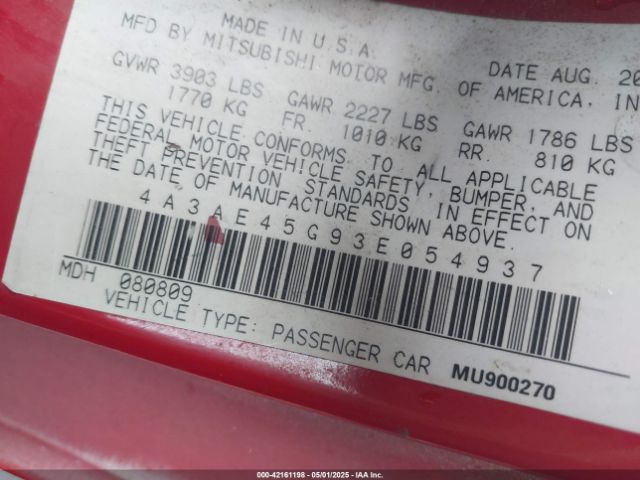 MADE IN U.S.A.
MFD BY MITSUBISHI MOTOR MFG. OF AMERICA, IN
DATE AUG. 20
GVWR 3903 LBS GAWR 2227 LBS GAWR 1786 LBS
1770 KG FR. 1010 KG RR. 810 KG
THIS VEHICLE CONFORMS TO ALL APPLICABLE
FEDERAL MOTOR VEHICLE SAFETY, BUMPER, AND
THEFT PREVENTION STANDARDS IN EFFECT ON
THE DATE OF MANUFACTURE SHOWN ABOVE.
4A3AE45G93E054937
MDH 080809
VEHICLE TYPE: PASSENGER CAR MU900270
000-42161198 - 05/01/2025 - IAA Inc.